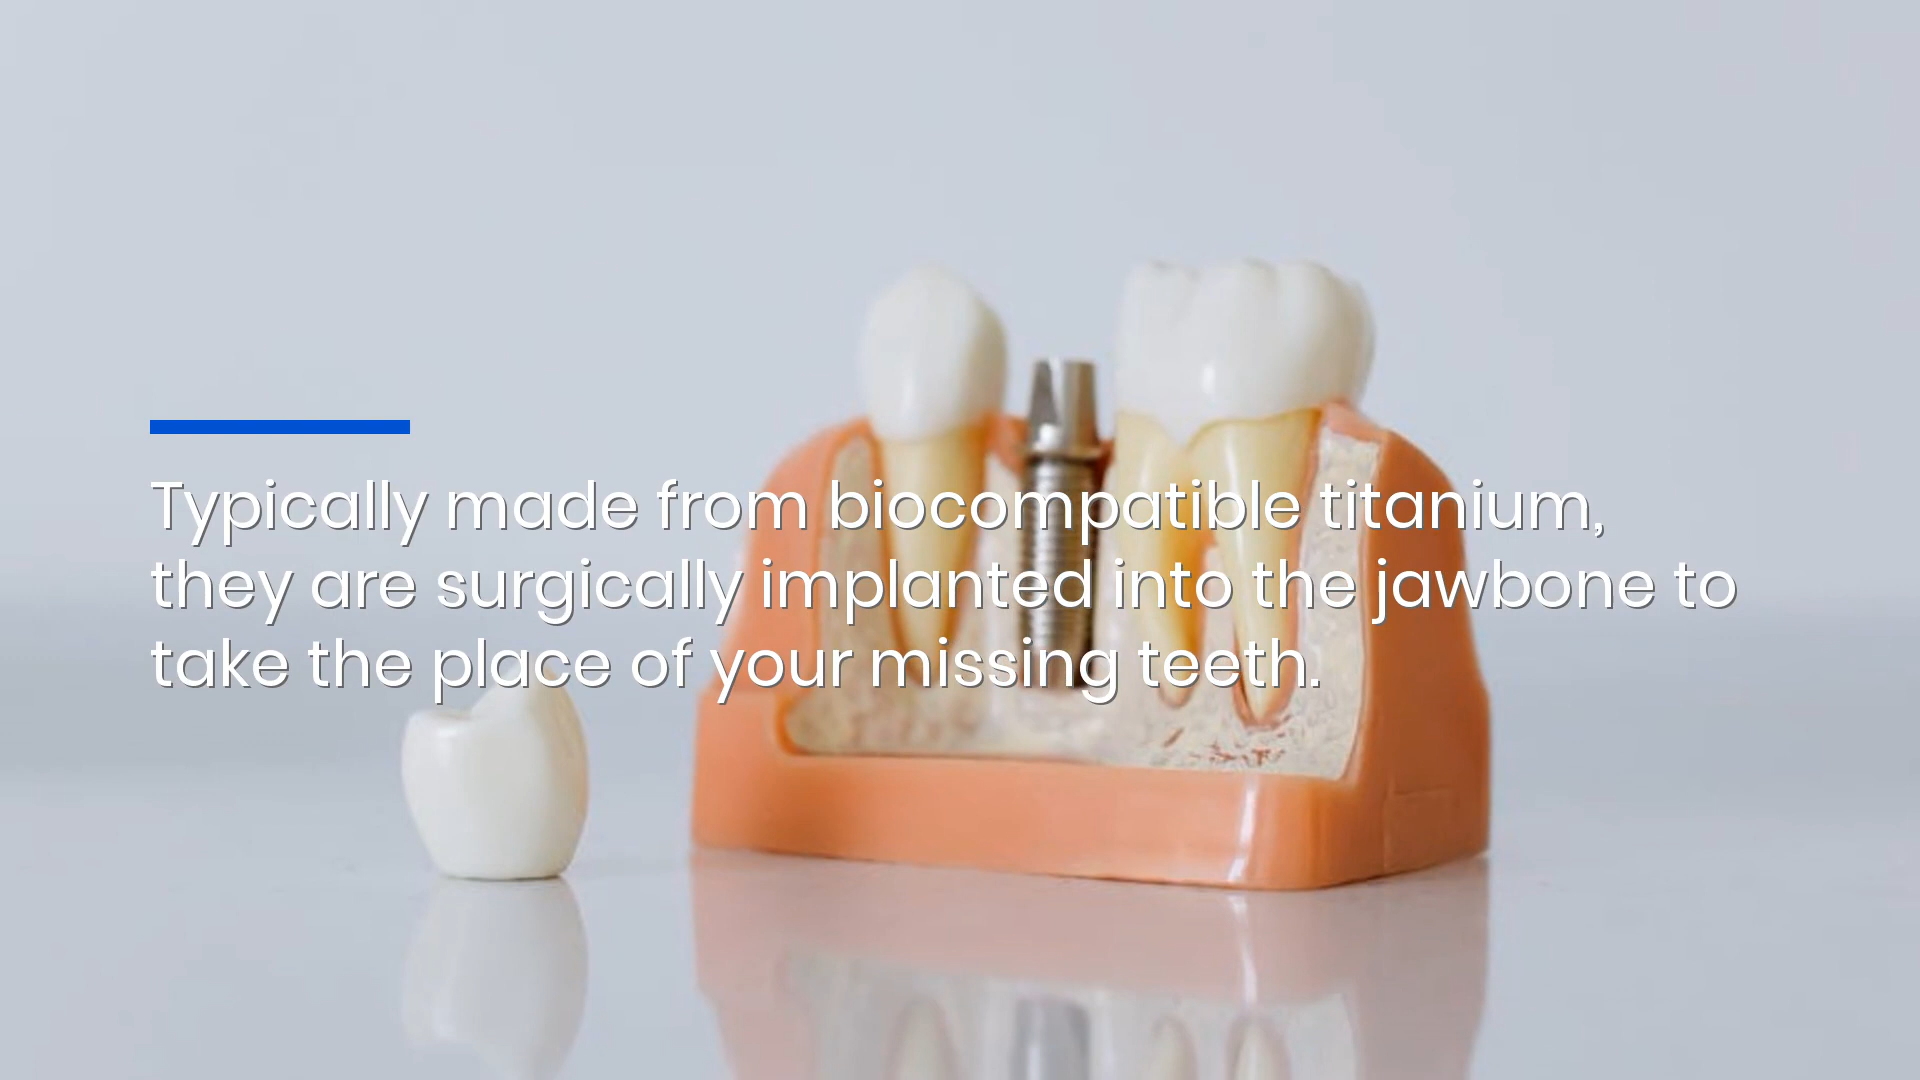 Typically made from biocompatible titanium,
they are surgically implanted into the jawbone to
take the place of your missing teeth.